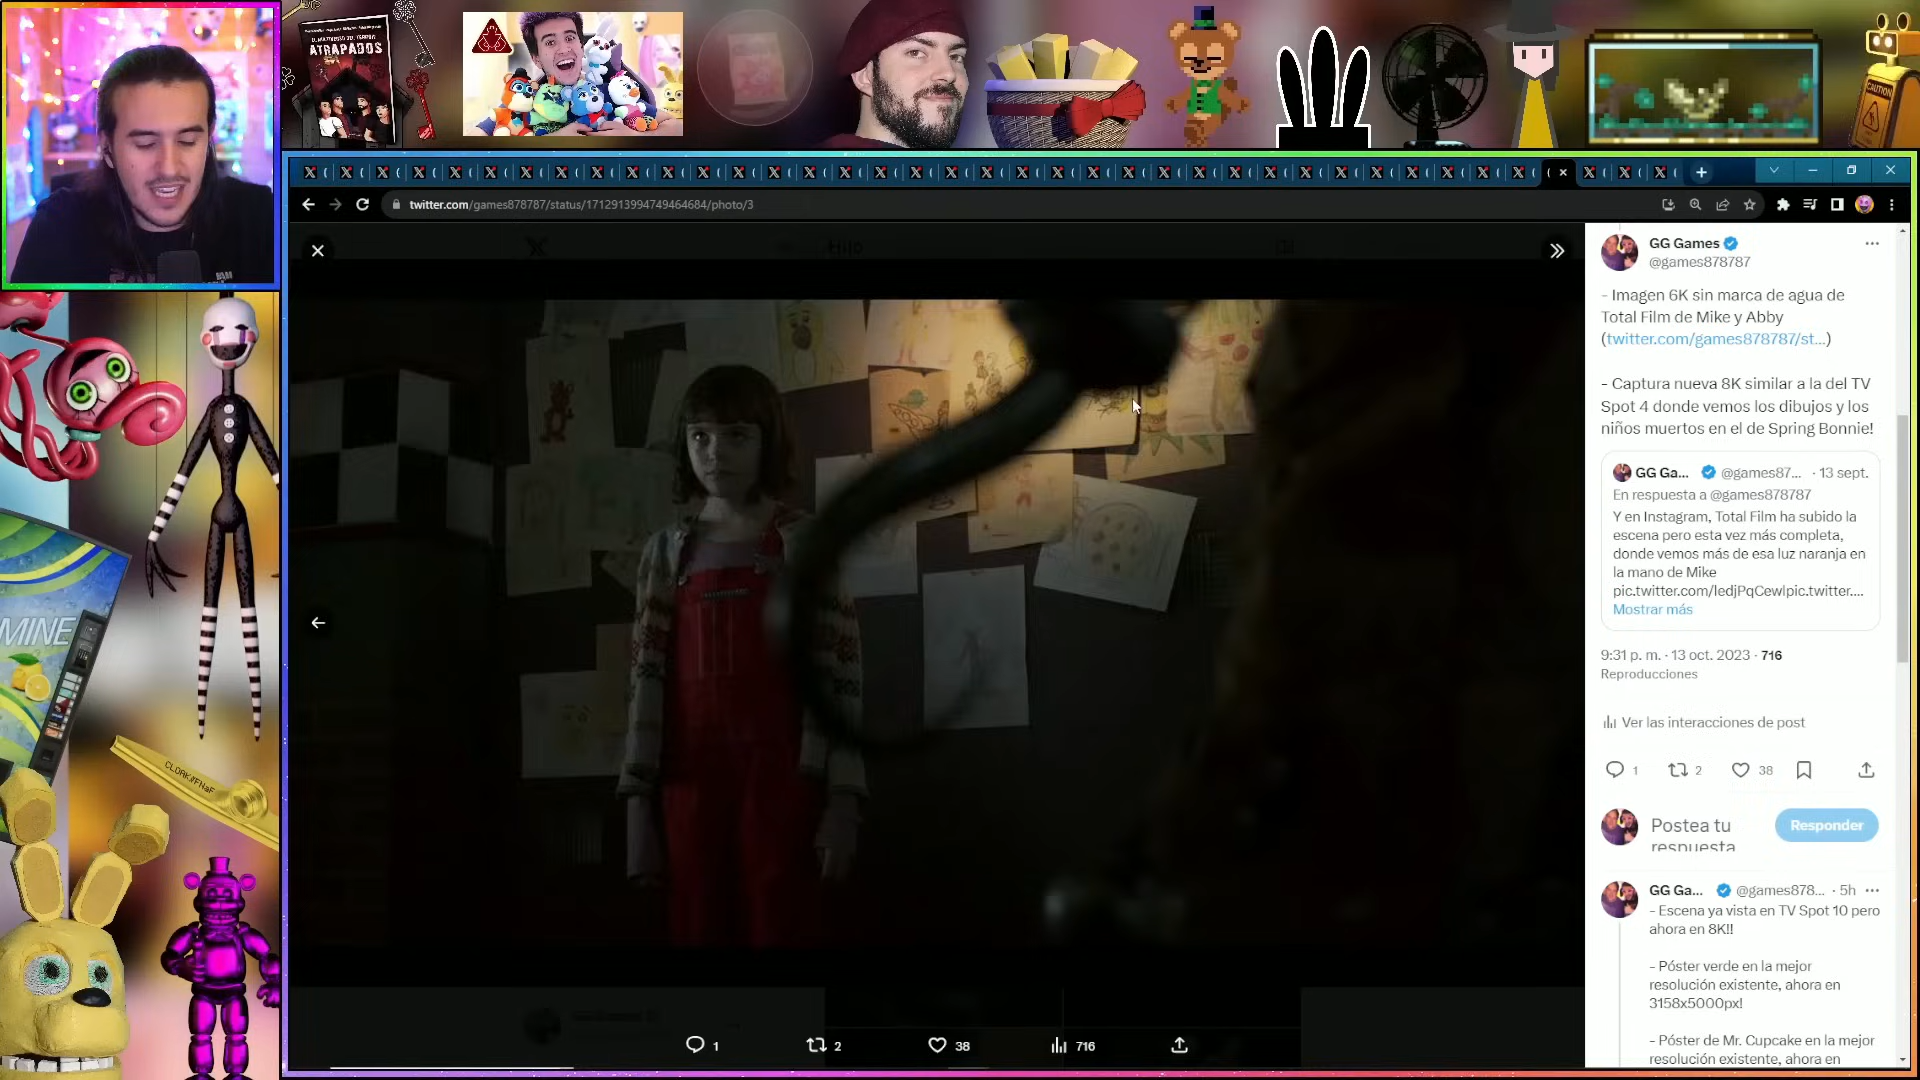 ATRAPADOS
CAUTION
twitter.com/games878787/status/1712913994749464684/photo/3
Hilo
GG Games
@games878787
- Imagen 6K sin marca de agua de
Total Film de Mike y Abby
(twitter.com/games878787/st...)
- Captura nueva 8K similar a la del TV
Spot 4 donde vemos los dibujos y los
niños muertos en el de Spring Bonnie!
GG Ga... @games87... · 13 sept.
En respuesta a @games878787
Y en Instagram, Total Film ha subido la
escena pero esta vez más completa,
donde vemos más de esa luz naranja en
la mano de Mike
pic.twitter.com/IedjPqCewlpic.twitter....
Mostrar más
9:31 p. m. · 13 oct. 2023 · 716
Reproducciones
Ver las interacciones de post
1 2 38
Postea tu
respuesta
Responder
GG Ga... @games878... · 5h
- Escena ya vista en TV Spot 10 pero
ahora en 8K!!
- Póster verde en la mejor
resolución existente, ahora en
3158x5000px!
- Póster de Mr. Cupcake en la mejor
resolución existente, ahora en
1 2 38 716
MINE
CLOAK//FNaF